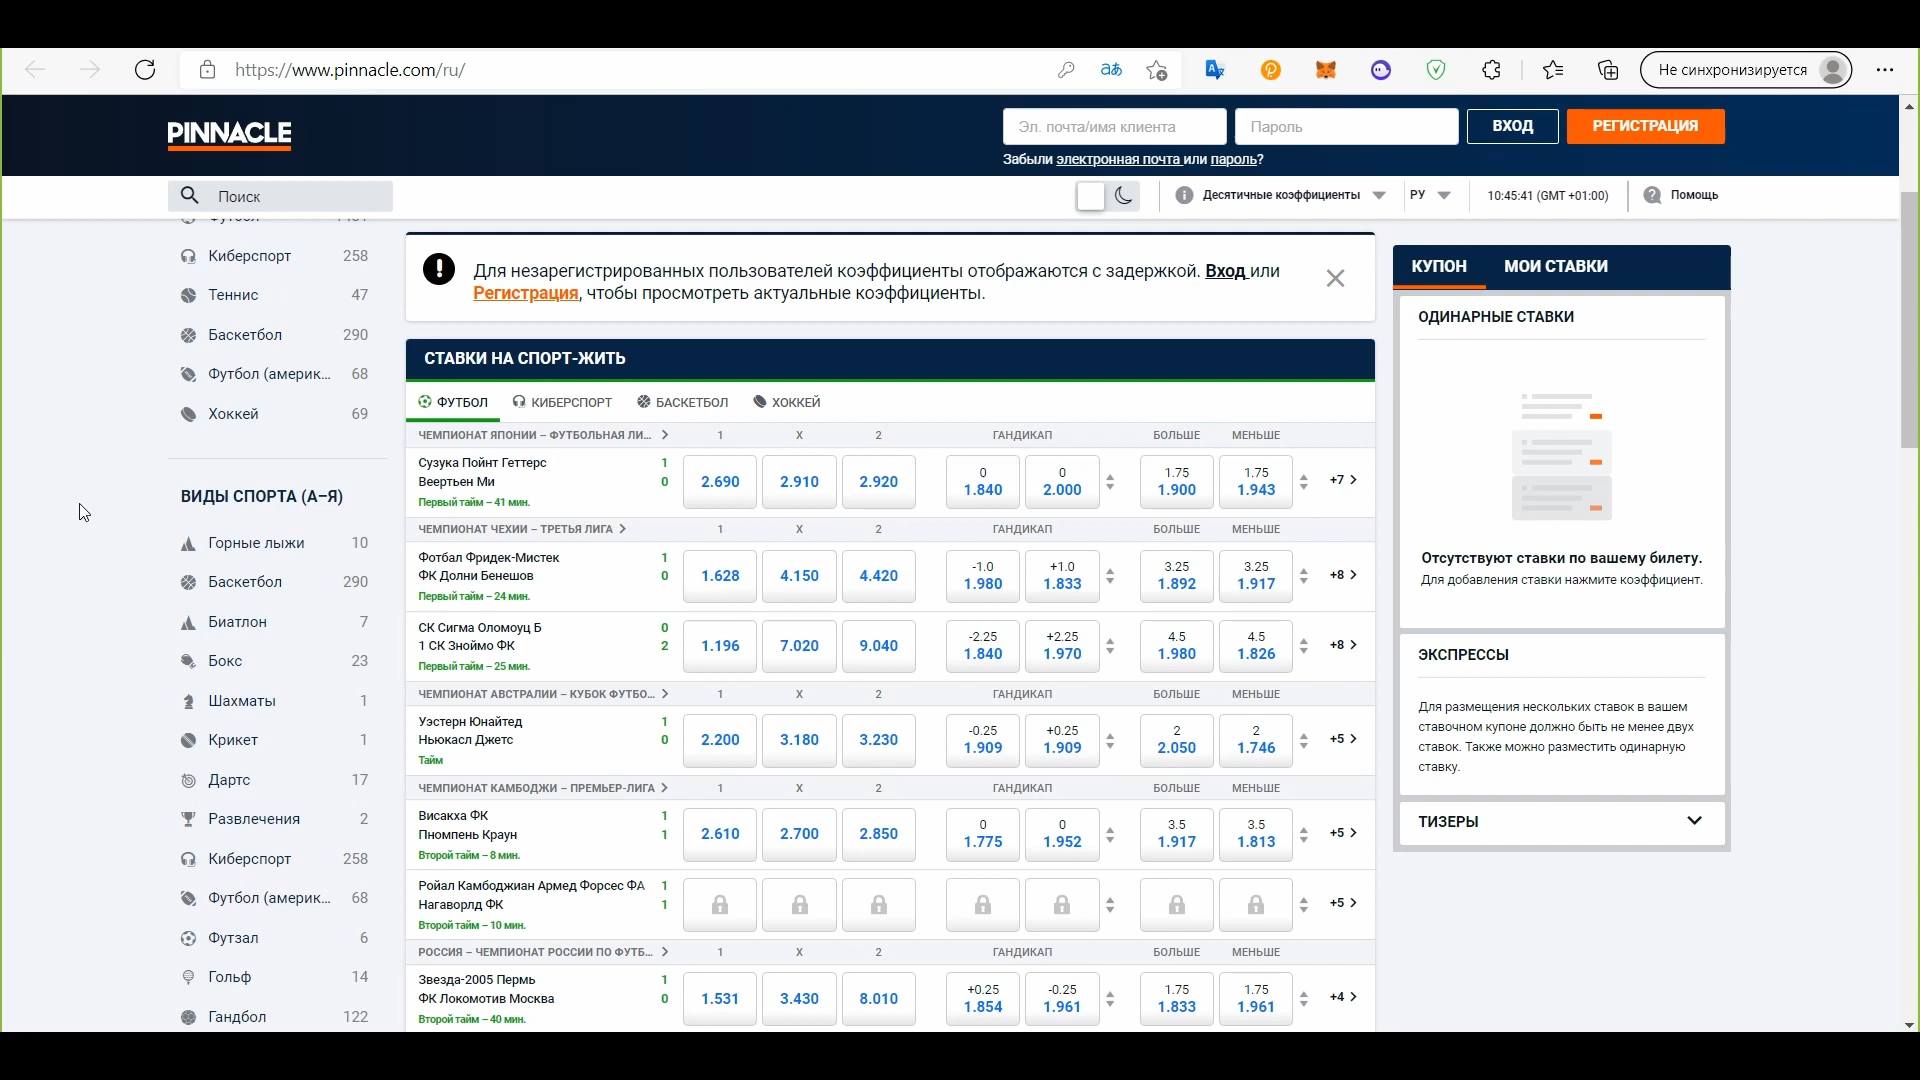 https://www.pinnacle.com/ru/
Не синхронизируется
PINNACLE
Эл. почта/имя клиента
Пароль
ВХОД
РЕГИСТРАЦИЯ
Забыли электронная почта или пароль?
Поиск
Десятичные коэффициенты
РУ
10:45:41 (GMT +01:00)
Помощь
Киберспорт 258
Теннис 47
Баскетбол 290
Футбол (америк... 68
Хоккей 69
ВИДЫ СПОРТА (А–Я)
Горные лыжи 10
Баскетбол 290
Биатлон 7
Бокс 23
Шахматы 1
Крикет 1
Дартс 17
Развлечения 2
Киберспорт 258
Футбол (америк... 68
Футзал 6
Гольф 14
Гандбол 122
Для незарегистрированных пользователей коэффициенты отображаются с задержкой. Вход или
Регистрация, чтобы просмотреть актуальные коэффициенты.
СТАВКИ НА СПОРТ-ЖИТЬ
ФУТБОЛ КИБЕРСПОРТ БАСКЕТБОЛ ХОККЕЙ
ЧЕМПИОНАТ ЯПОНИИ – ФУТБОЛЬНАЯ ЛИ... 1 X 2 ГАНДИКАП БОЛЬШЕ МЕНЬШЕ
Сузука Пойнт Геттерс 1
Веертьен Ми 0
Первый тайм – 41 мин.
2.690 2.910 2.920
0 0 1.75 1.75
1.840 2.000 1.900 1.943
+7
ЧЕМПИОНАТ ЧЕХИИ – ТРЕТЬЯ ЛИГА 1 X 2 ГАНДИКАП БОЛЬШЕ МЕНЬШЕ
Фотбал Фридек-Мистек 1
ФК Долни Бенешов 0
Первый тайм – 24 мин.
1.628 4.150 4.420
-1.0 +1.0 3.25 3.25
1.980 1.833 1.892 1.917
+8
СК Сигма Оломоуц Б 0
1 СК Зноймо ФК 2
Первый тайм – 25 мин.
1.196 7.020 9.040
-2.25 +2.25 4.5 4.5
1.840 1.970 1.980 1.826
+8
ЧЕМПИОНАТ АВСТРАЛИИ – КУБОК ФУТБО... 1 X 2 ГАНДИКАП БОЛЬШЕ МЕНЬШЕ
Уэстерн Юнайтед 1
Ньюкасл Джетс 0
Тайм
2.200 3.180 3.230
-0.25 +0.25 2 2
1.909 1.909 2.050 1.746
+5
ЧЕМПИОНАТ КАМБОДЖИ – ПРЕМЬЕР-ЛИГА 1 X 2 ГАНДИКАП БОЛЬШЕ МЕНЬШЕ
Висакха ФК 1
Пномпень Краун 1
Второй тайм – 8 мин.
2.610 2.700 2.850
0 0 3.5 3.5
1.775 1.952 1.917 1.813
+5
Ройал Камбоджиан Армед Форсес ФА 1
Нагаворлд ФК 1
Второй тайм – 10 мин.
+5
РОССИЯ – ЧЕМПИОНАТ РОССИИ ПО ФУТБ... 1 X 2 ГАНДИКАП БОЛЬШЕ МЕНЬШЕ
Звезда-2005 Пермь 1
ФК Локомотив Москва 0
Второй тайм – 40 мин.
1.531 3.430 8.010
+0.25 -0.25 1.75 1.75
1.854 1.961 1.833 1.961
+4
КУПОН МОИ СТАВКИ
ОДИНАРНЫЕ СТАВКИ
Отсутствуют ставки по вашему билету.
Для добавления ставки нажмите коэффициент.
ЭКСПРЕССЫ
Для размещения нескольких ставок в вашем
ставочном купоне должно быть не менее двух
ставок. Также можно разместить одинарную
ставку.
ТИЗЕРЫ